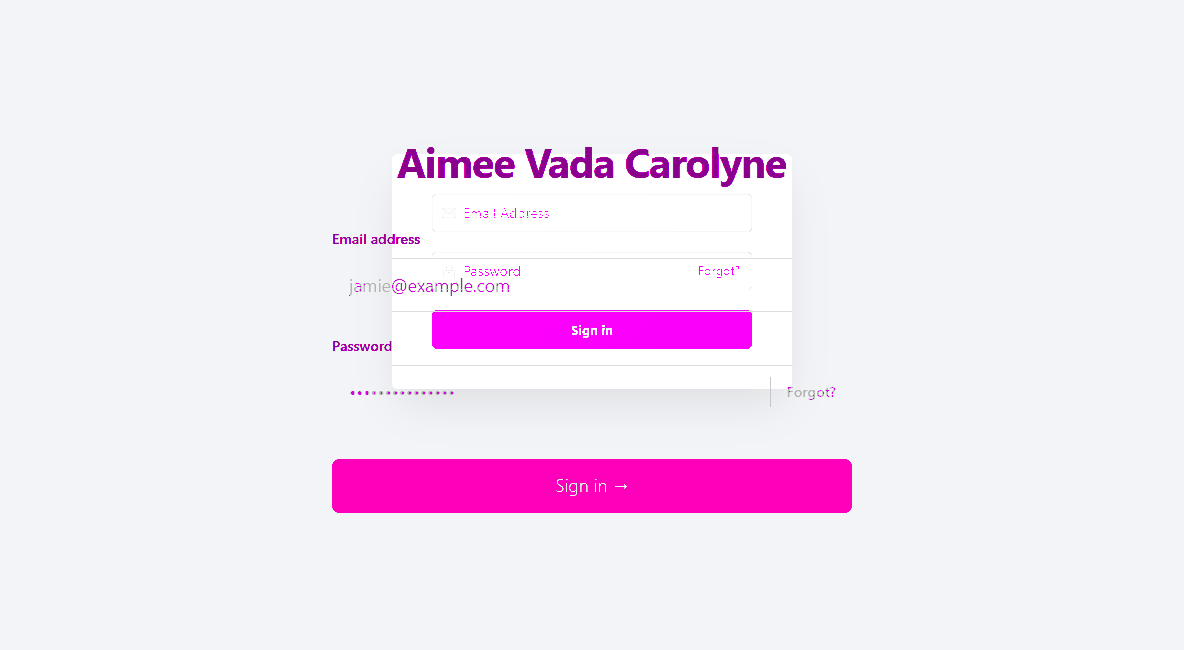 Aimee Vada Carolyne
Email Address
Email address
Password
Forgot?
jamie@example.com
Sign in
Password
Forgot?
Sign in →